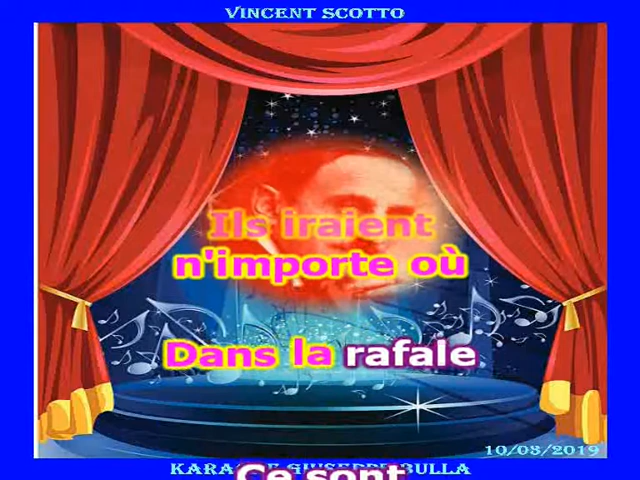 VINCENT SCOTTO
Ils iraient
n'importe où
Dans la rafale
10/03/2019
Ce sont